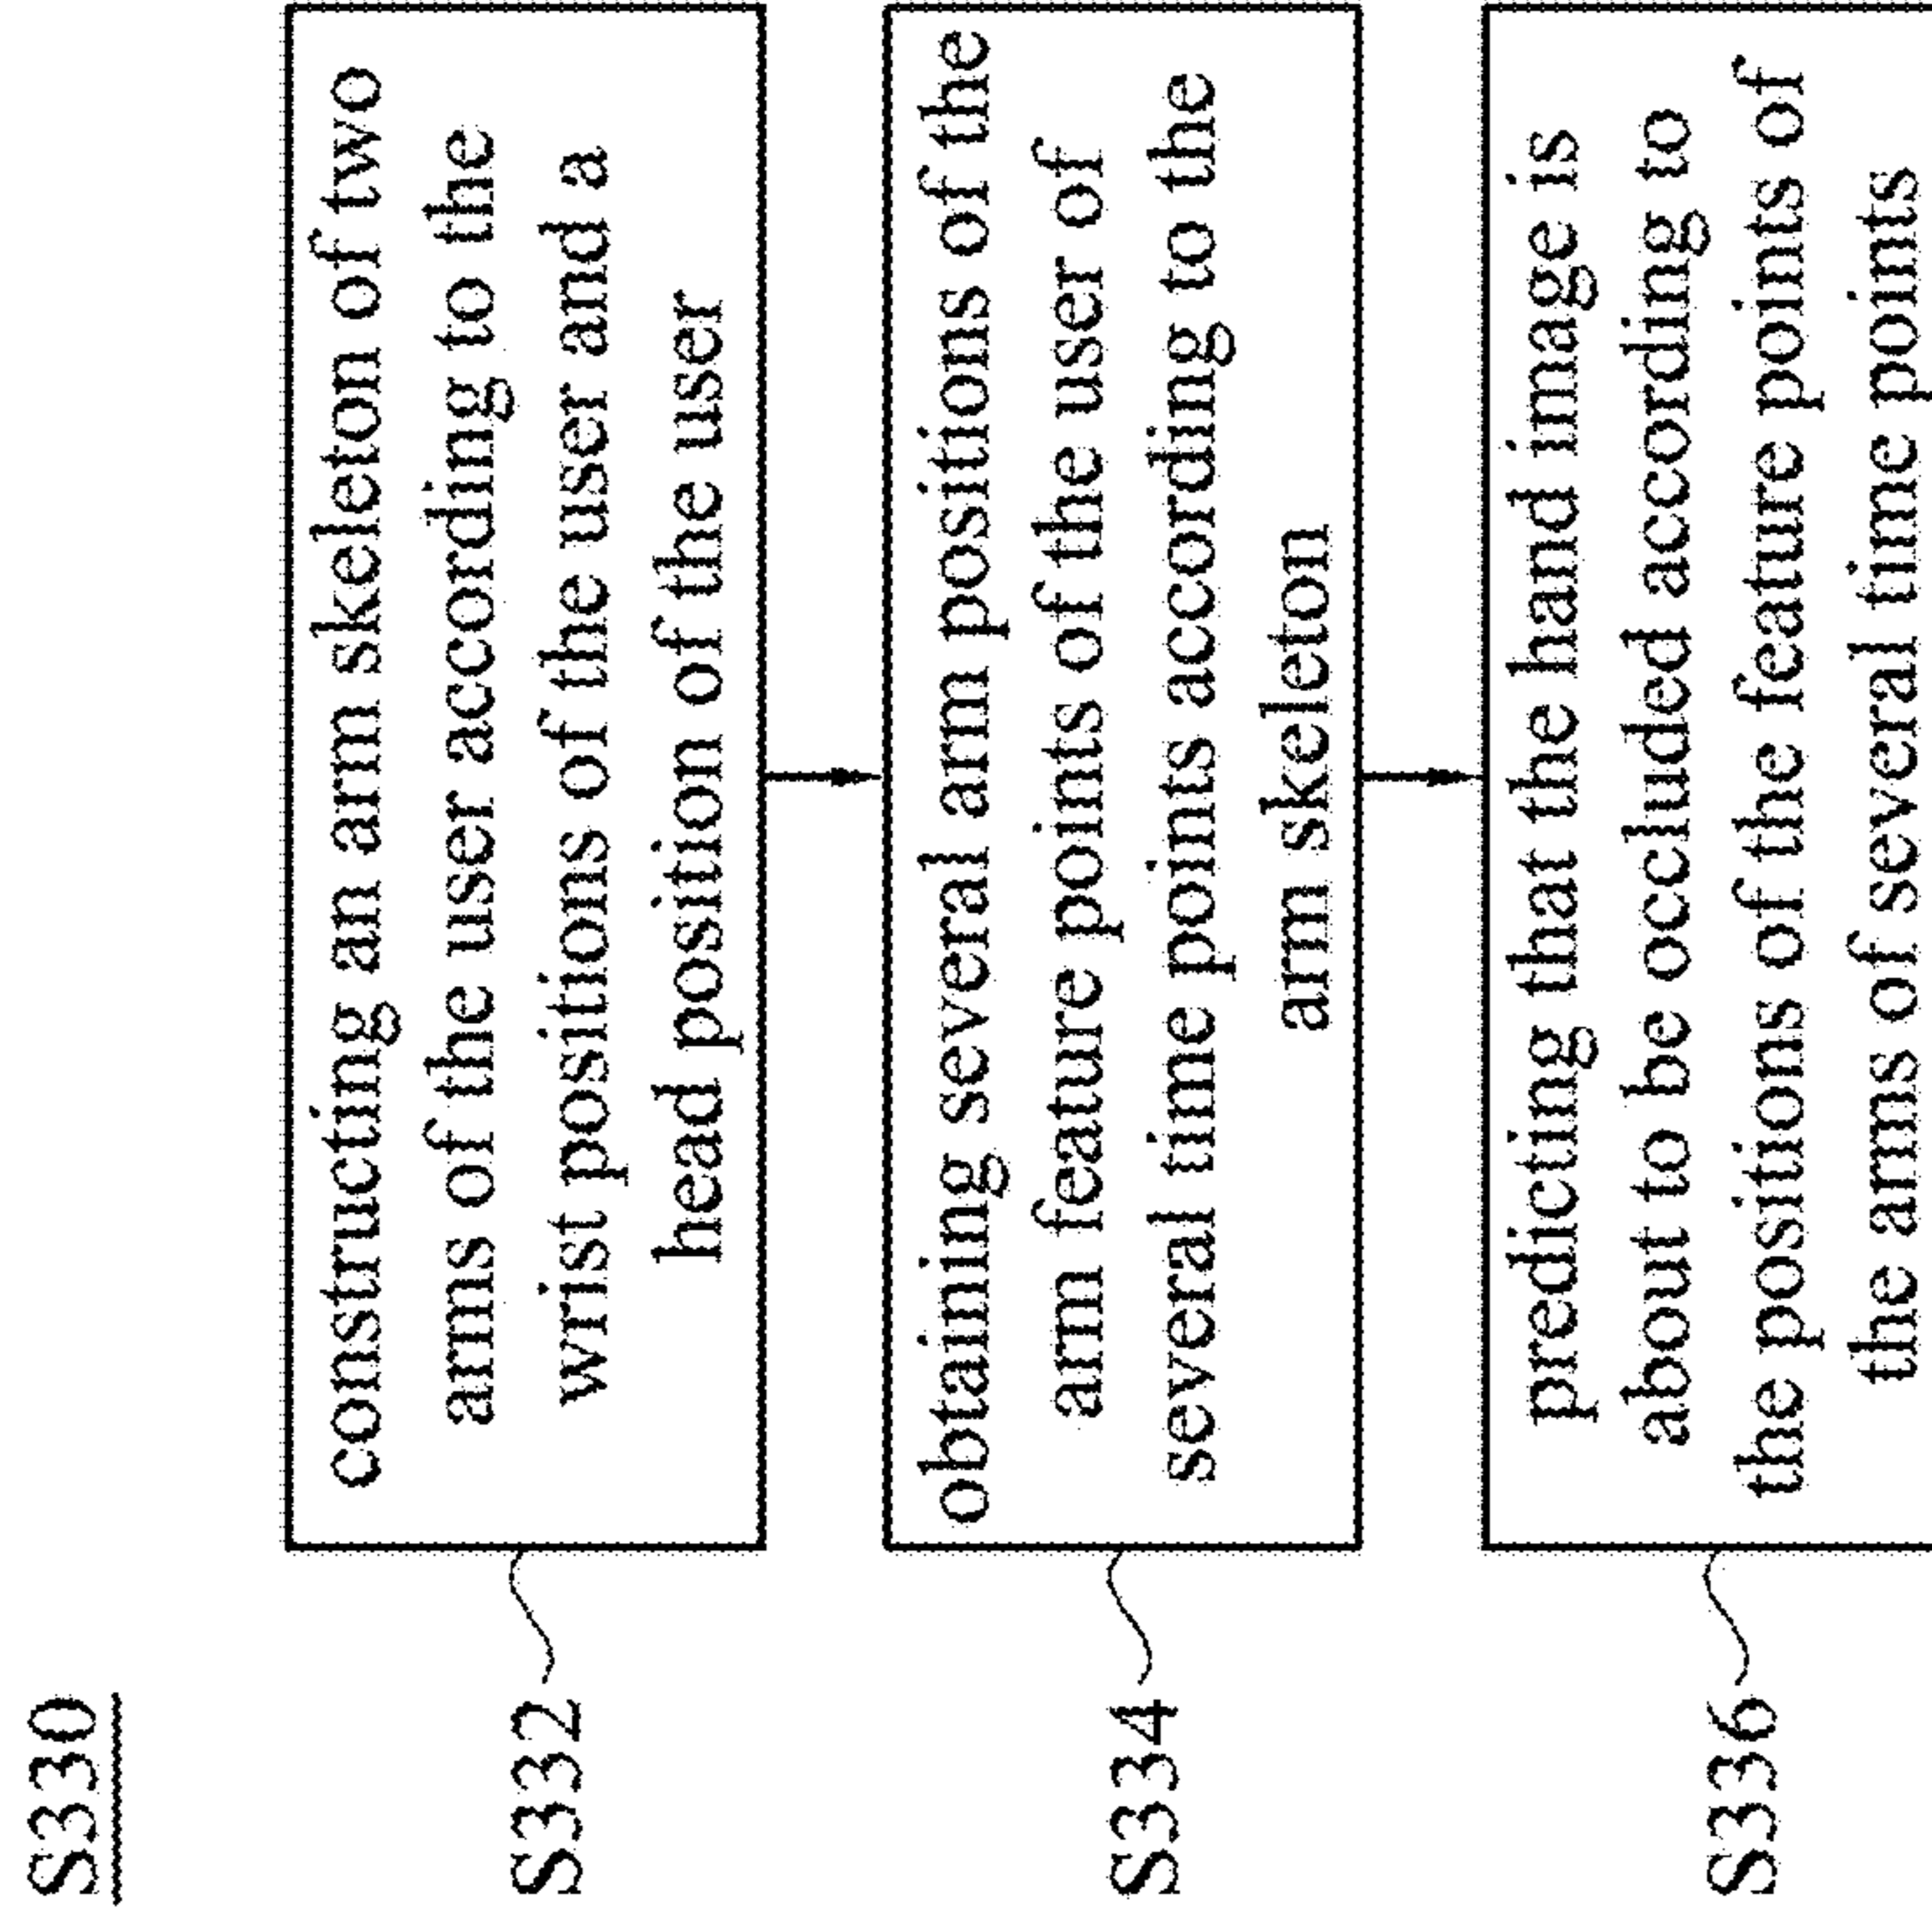 S330
S332
constructing an arm skeleton of two
arms of the user according to the
wrist positions of the user and a
head position of the user
S334
obtaining several arm positions of the
arm feature points of the user of
several time points according to the
arm skeleton
S336
predicting that the hand image is
about to be occluded according to
the positions of the feature points of
the arms of several time points